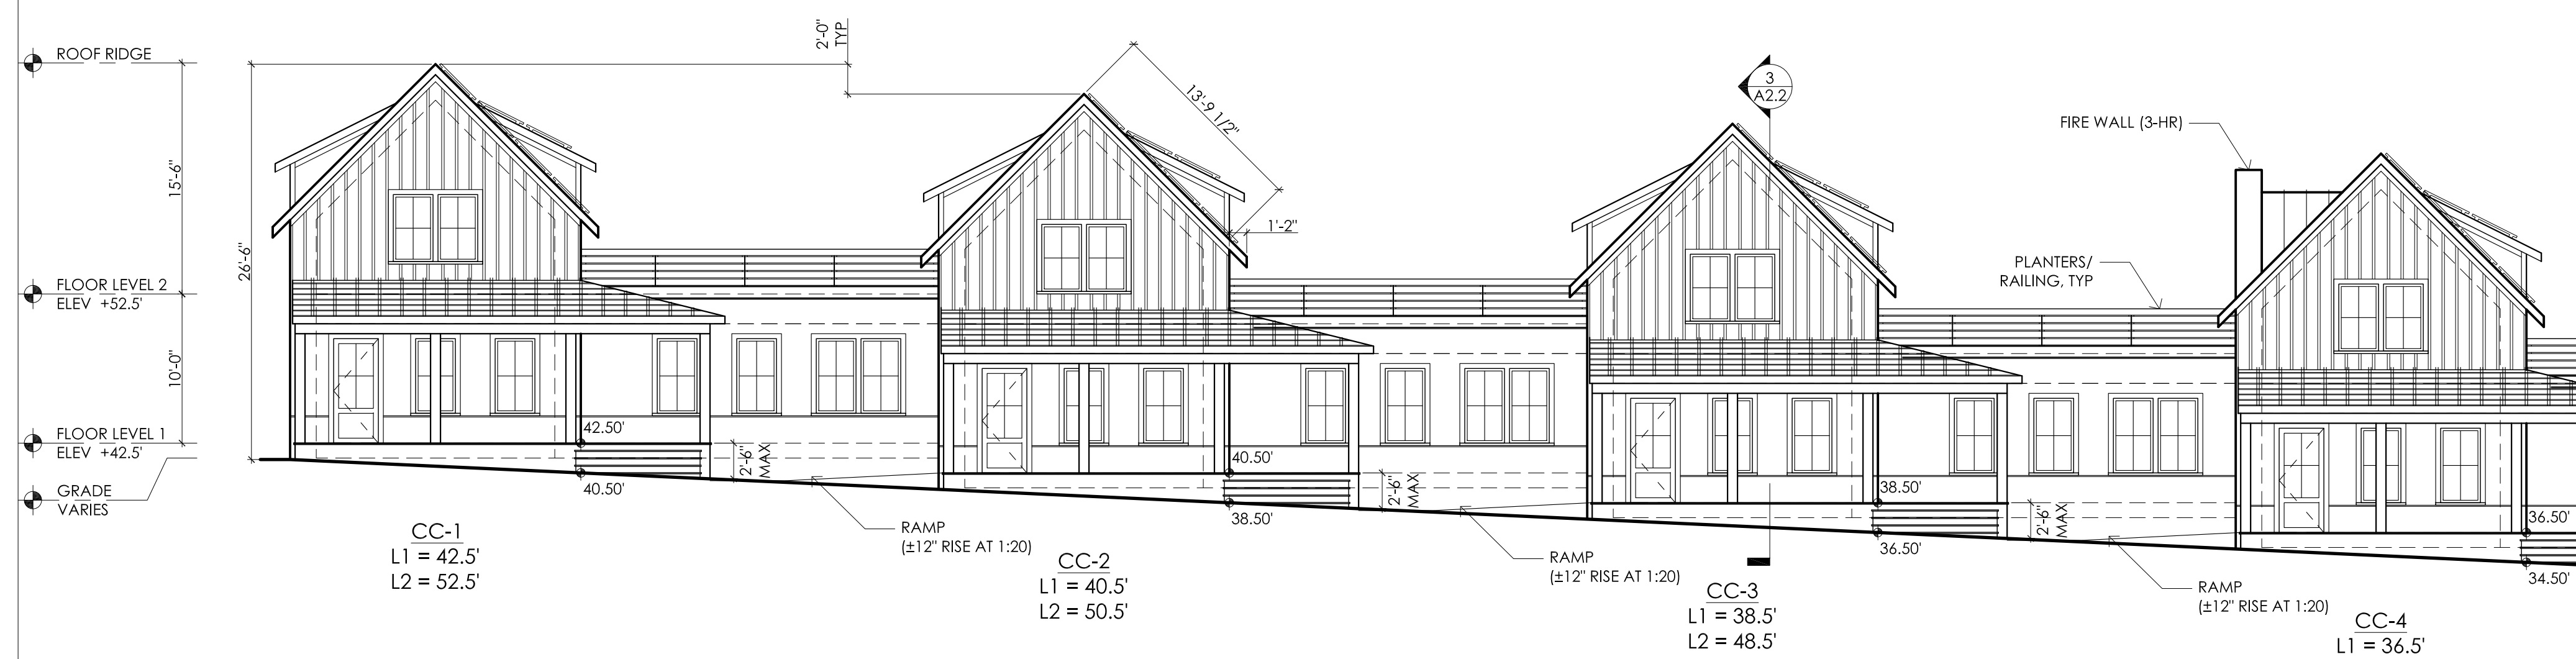 ROOF RIDGE
15'-6"
FLOOR LEVEL 2
ELEV +52.5'
10'-0"
FLOOR LEVEL 1
ELEV +42.5'
GRADE
VARIES
26'-6"
2'-0"
TYP
13'-9 1/2"
1'-2"
3
A2.2
FIRE WALL (3-HR)
PLANTERS/
RAILING, TYP
42.50'
40.50'
2'-6"
MAX
RAMP
(±12" RISE AT 1:20)
CC-1
L1 = 42.5'
L2 = 52.5'
40.50'
38.50'
2'-6"
MAX
RAMP
(±12" RISE AT 1:20)
CC-2
L1 = 40.5'
L2 = 50.5'
38.50'
36.50'
2'-6"
MAX
RAMP
(±12" RISE AT 1:20)
CC-3
L1 = 38.5'
L2 = 48.5'
36.50'
34.50'
CC-4
L1 = 36.5'